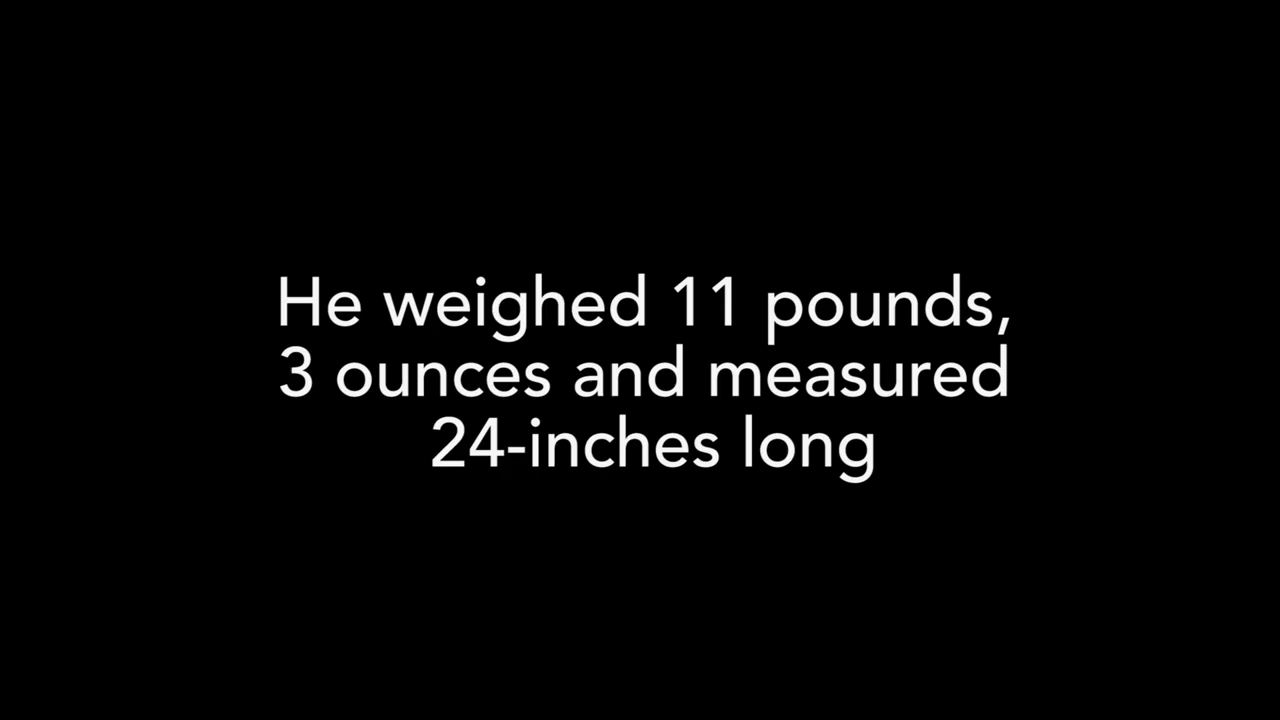 He weighed 11 pounds,
3 ounces and measured
24-inches long